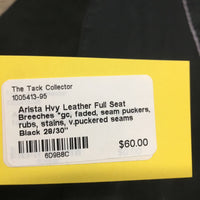 The Tack Collector
1005413-95
Arista Hvy Leather Full Seat
Breeches *gc, faded, seam puckers,
rubs, stains, v.puckered seams
Black 28/30"
$60.00
6D9B8C